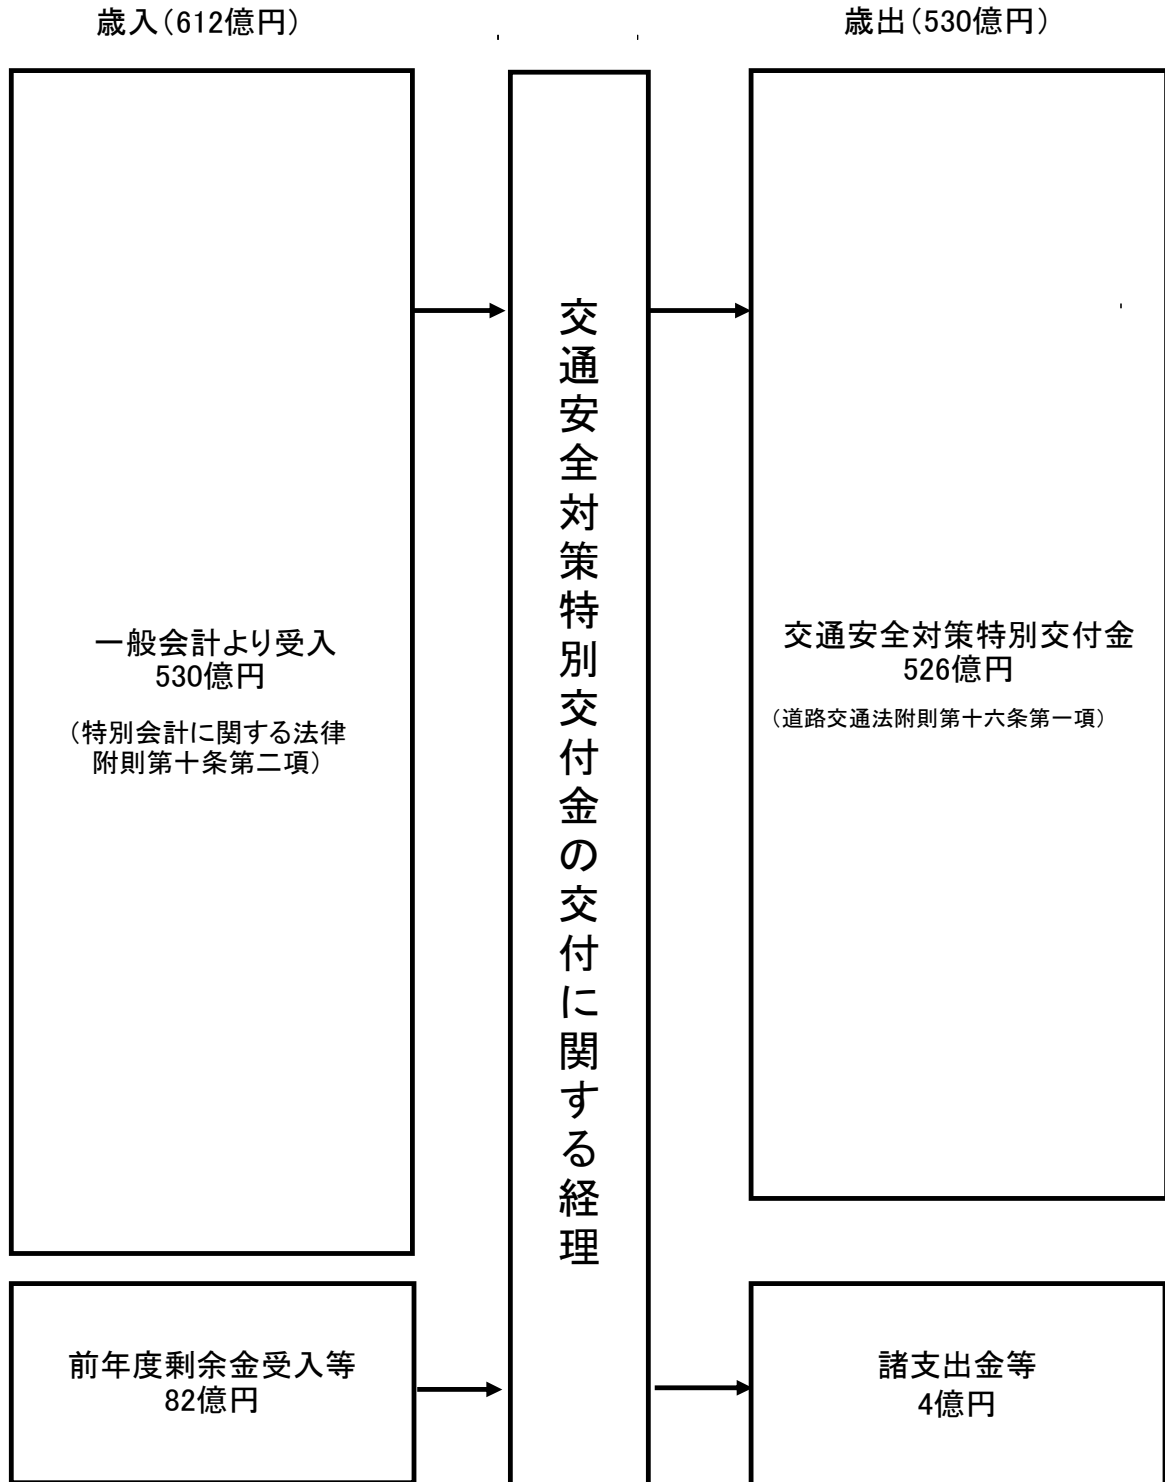 歳入(612億円)
歳出(530億円)
一般会計より受入
530億円
(特別会計に関する法律
附則第十条第二項)
前年度剰余金受入等
82億円
交通安全対策特別交付金の交付に関する経理
交通安全対策特別交付金
526億円
(道路交通法附則第十六条第一項)
諸支出金等
4億円